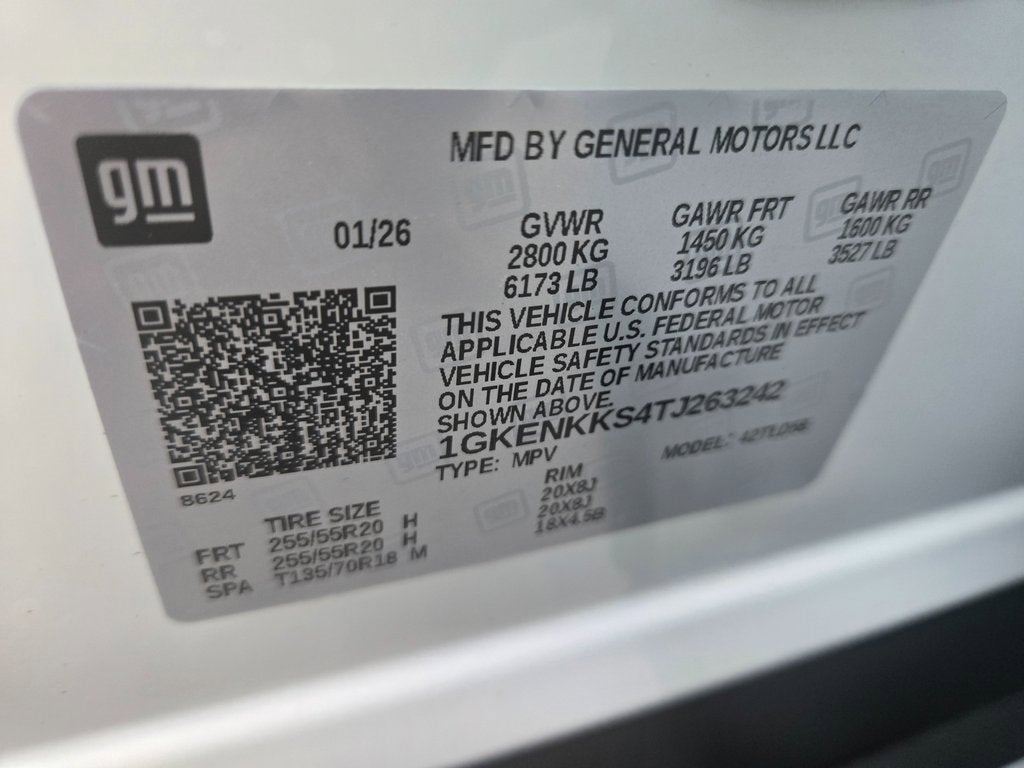 gm
MFD BY GENERAL MOTORS LLC
01/26
GVWR GAWR FRT GAWR RR
2800 KG 1450 KG 1600 KG
6173 LB 3196 LB 3527 LB
THIS VEHICLE CONFORMS TO ALL
APPLICABLE U.S. FEDERAL MOTOR
VEHICLE SAFETY STANDARDS IN EFFECT
ON THE DATE OF MANUFACTURE
SHOWN ABOVE.
1GKENKKS4TJ263242
TYPE: MPV MODEL:
8624
TIRE SIZE RIM
FRT 255/55R20 H 20X8J
RR 255/55R20 H 20X8J
SPA T135/70R18 M 18X4.5B